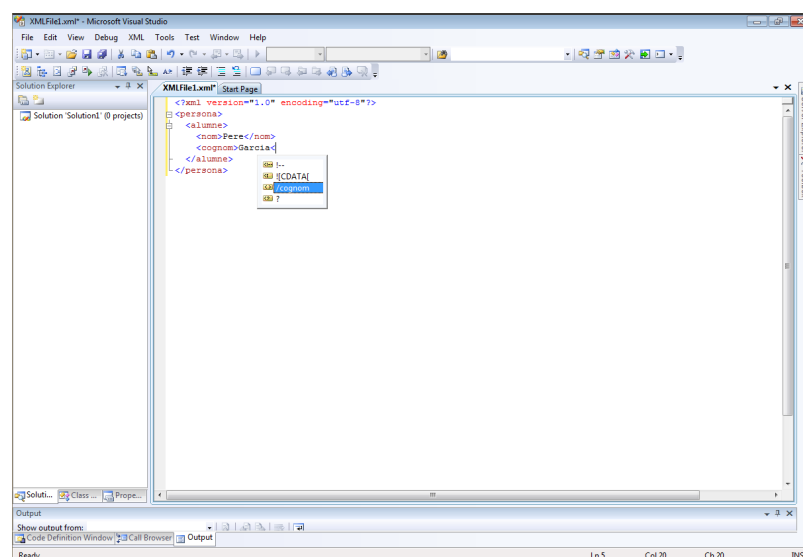 XMLFile1.xml* - Microsoft Visual Studio
File Edit View Debug XML Tools Test Window Help
Solution Explorer
XMLFile1.xml* Start Page
Solution 'Solution1' (0 projects)
<?xml version="1.0" encoding="utf-8"?>
<persona>
<alumne>
<nom>Pere</nom>
<cognom>Garcia<
</alumne>
</persona>
!--
![CDATA[
/cognom
?
Soluti... Class ... Prope...
Output
Show output from:
Code Definition Window Call Browser Output
Ready Ln 5 Col 20 Ch 20 INS